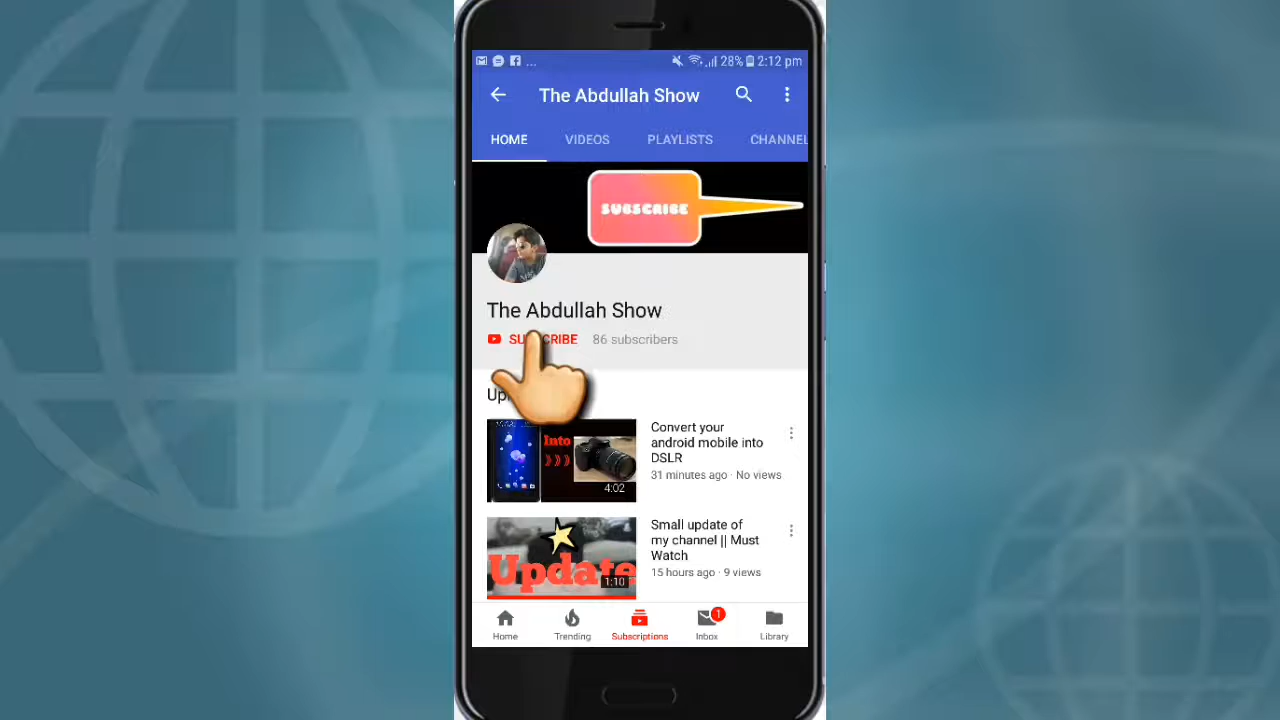 ... 28% 2:12 pm
The Abdullah Show
HOME VIDEOS PLAYLISTS CHANNEL
SUBSCRIBE
The Abdullah Show
SUBSCRIBE 86 subscribers
Convert your
android mobile into
DSLR
31 minutes ago · No views
Into
》》》
4:02
Small update of
my channel || Must
Watch
15 hours ago · 9 views
Update
1:10
1
Home Trending Subscriptions Inbox Library